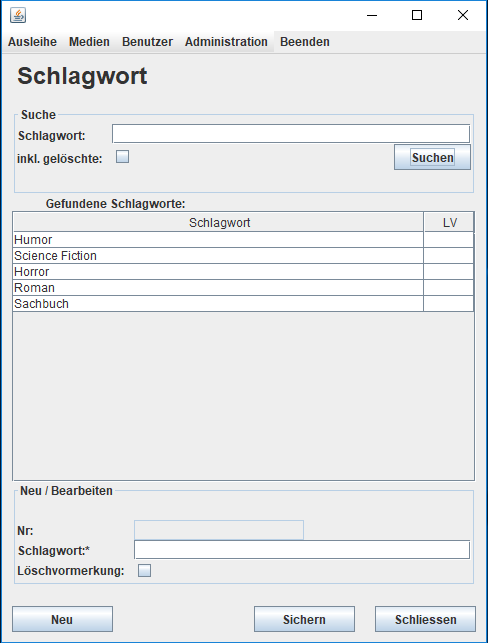 Ausleihe Medien Benutzer Administration Beenden
Schlagwort
Suche
Schlagwort:
inkl. gelöschte:
Suchen
Gefundene Schlagworte:
Schlagwort LV
Humor
Science Fiction
Horror
Roman
Sachbuch
Neu / Bearbeiten
Nr:
Schlagwort:*
Löschvormerkung:
Neu Sichern Schliessen